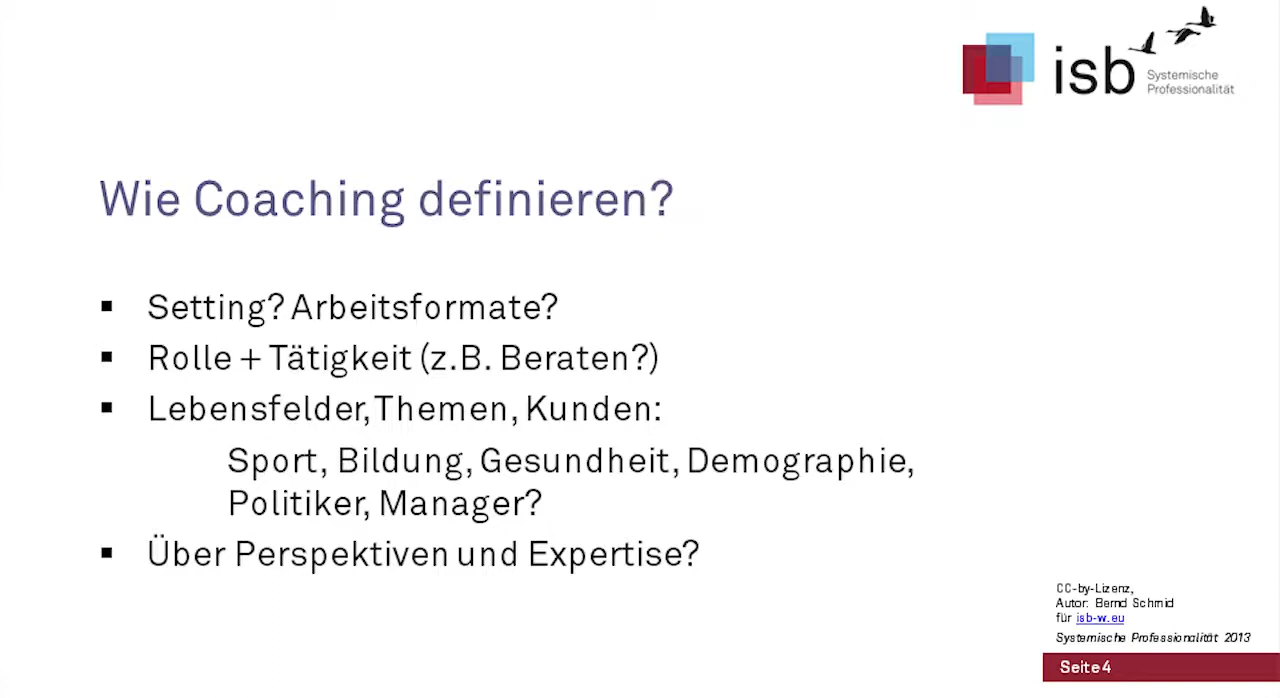 isb
Systemische
Professionalität
Wie Coaching definieren?
▪ Setting? Arbeitsformate?
▪ Rolle + Tätigkeit (z.B. Beraten?)
▪ Lebensfelder, Themen, Kunden:
Sport, Bildung, Gesundheit, Demographie,
Politiker, Manager?
▪ Über Perspektiven und Expertise?
CC-by-Lizenz,
Autor: Bernd Schmid
für isb-w.eu
Systemische Professionalität 2013
Seite 4